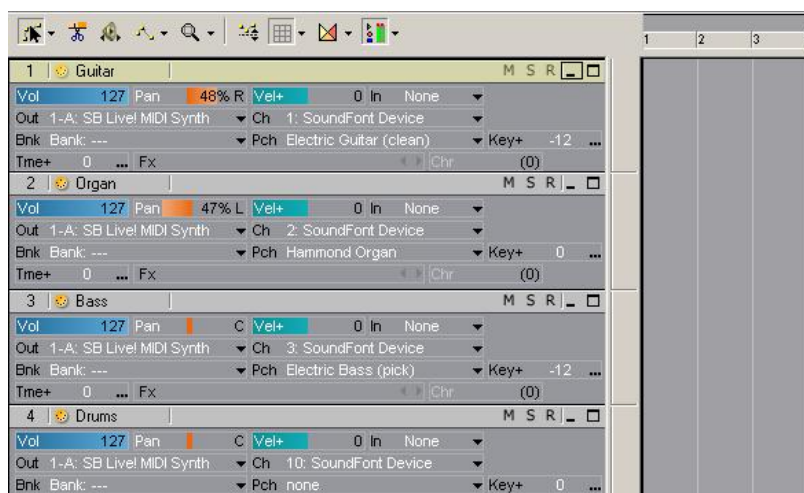 1 2 3
1 Guitar M S R
Vol 127 Pan 48% R Vel+ 0 In None
Out 1-A: SB Live! MIDI Synth Ch 1: SoundFont Device
Bnk Bank: --- Pch Electric Guitar (clean) Key+ -12 ...
Tme+ 0 ... Fx Chr (0)
2 Organ M S R
Vol 127 Pan 47% L Vel+ 0 In None
Out 1-A: SB Live! MIDI Synth Ch 2: SoundFont Device
Bnk Bank: --- Pch Hammond Organ Key+ 0 ...
Tme+ 0 ... Fx Chr (0)
3 Bass M S R
Vol 127 Pan C Vel+ 0 In None
Out 1-A: SB Live! MIDI Synth Ch 3: SoundFont Device
Bnk Bank: --- Pch Electric Bass (pick) Key+ -12 ...
Tme+ 0 ... Fx Chr (0)
4 Drums M S R
Vol 127 Pan C Vel+ 0 In None
Out 1-A: SB Live! MIDI Synth Ch 10: SoundFont Device
Bnk Bank: --- Pch none Key+ 0 ...